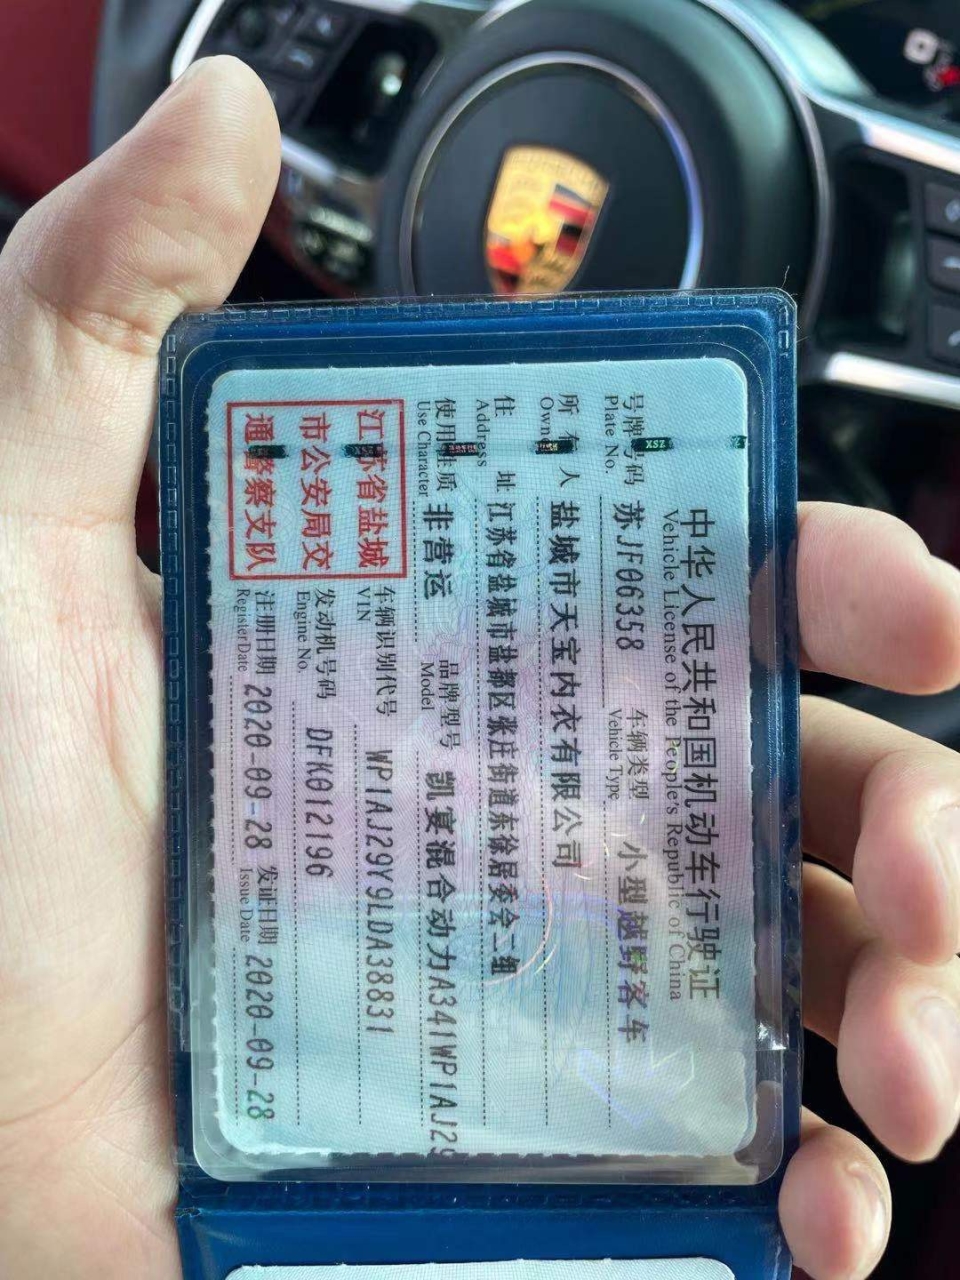 中华人民共和国机动车行驶证
Vehicle License of the People's Republic of China
号牌号码 苏JF06358 车辆类型 小型越野客车
Plate No. Vehicle Type
所有人 盐城市天宝内衣有限公司
Owner
住址 江苏省盐城市盐都区张庄街道东徐居委会二组
Address
使用性质 非营运 品牌型号 凯宴混合动力A341WP1AJ29
Use Character Model
江苏省盐城
市公安局交
通警察支队
车辆识别代号 WP1AJ29Y9LDA38831
VIN
发动机号码 DFK012196
Engine No.
注册日期 2020-09-28 发证日期 2020-09-28
Register Date Issue Date
XSZ